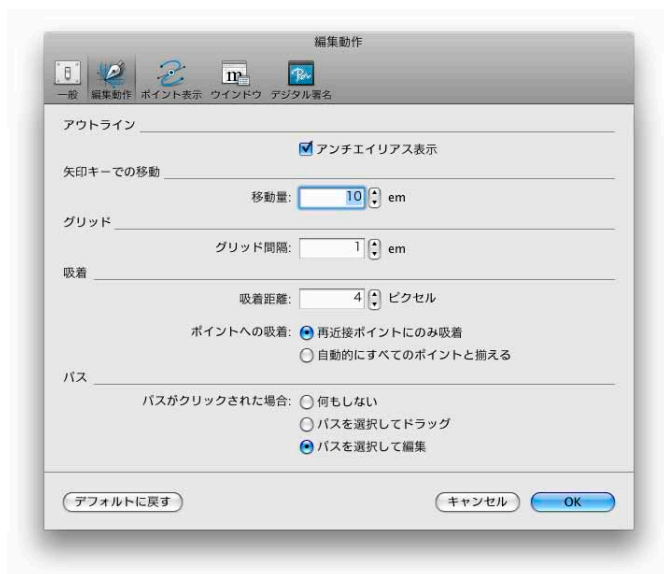 編集動作
一般 編集動作 ポイント表示 ウインドウ デジタル署名
アウトライン
アンチエイリアス表示
矢印キーでの移動
移動量: 10 em
グリッド
グリッド間隔: 1 em
吸着
吸着距離: 4 ピクセル
ポイントへの吸着: 再近接ポイントにのみ吸着
自動的にすべてのポイントと揃える
パス
パスがクリックされた場合: 何もしない
パスを選択してドラッグ
パスを選択して編集
デフォルトに戻す キャンセル OK